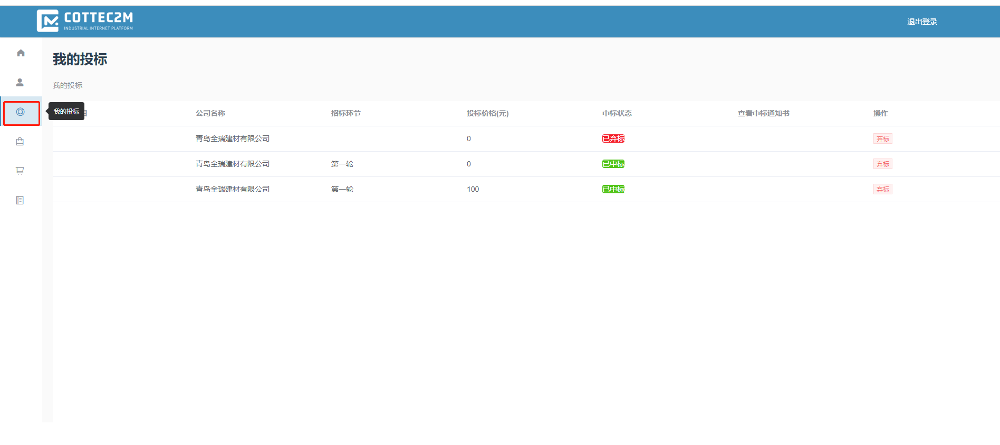 COTTEC2M
INDUSTRIAL INTERNET PLATFORM
退出登录
我的投标
我的投标
我的投标 公司名称 招标环节 投标价格(元) 中标状态 查看中标通知书 操作
青岛全瑞建材有限公司 0 已弃标 弃标
青岛全瑞建材有限公司 第一轮 0 已中标 弃标
青岛全瑞建材有限公司 第一轮 100 已中标 弃标